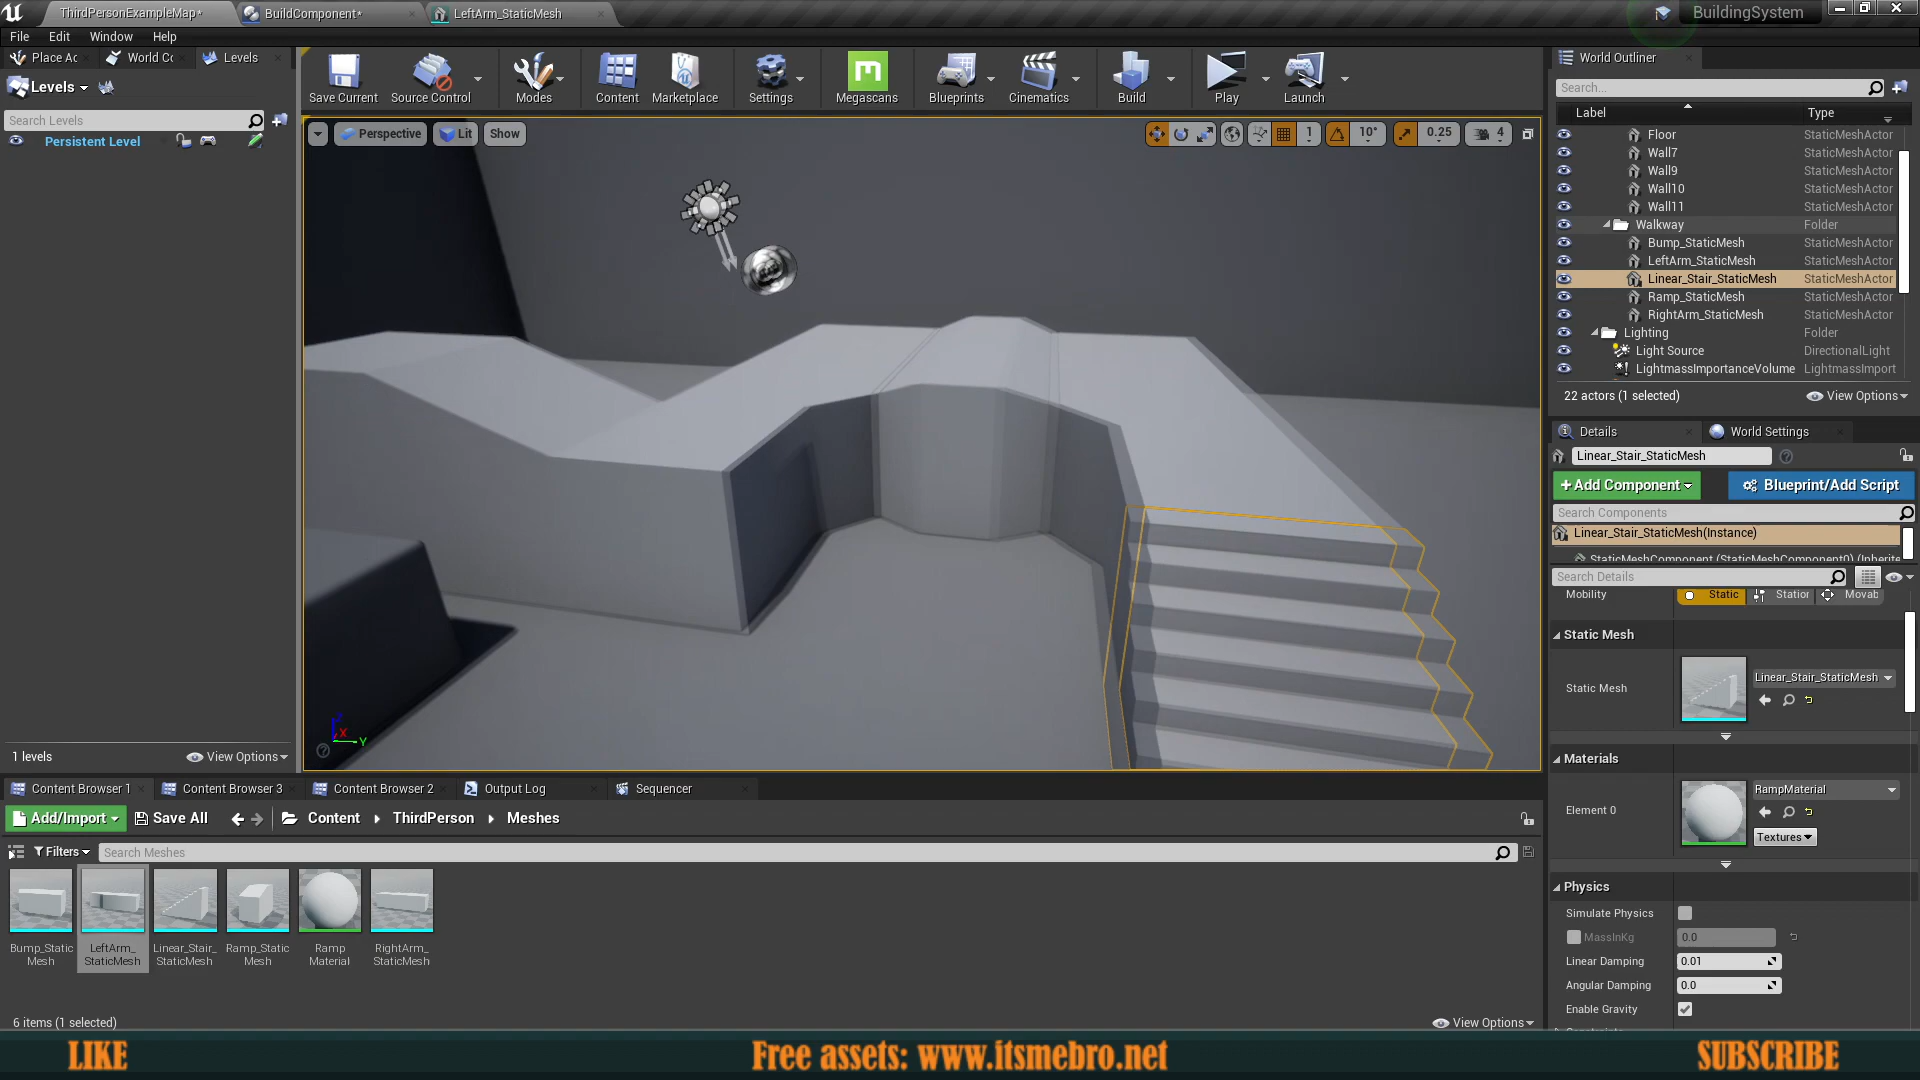 ThirdPersonExampleMap*
BuildComponent*
LeftArm_StaticMesh
BuildingSystem
File
Edit
Window
Help
Place Ac
World Cc
Levels
World Outliner
Levels
Search Levels
Persistent Level
Save Current
Source Control
Modes
Content
Marketplace
Settings
Megascans
Blueprints
Cinematics
Build
Play
Launch
Perspective
Lit
Show
1
10°
0.25
4
X
Y
Search...
Label
Type
Floor StaticMeshActor
Wall7 StaticMeshActor
Wall9 StaticMeshActor
Wall10 StaticMeshActor
Wall11 StaticMeshActor
Walkway Folder
Bump_StaticMesh StaticMeshActor
LeftArm_StaticMesh StaticMeshActor
Linear_Stair_StaticMesh StaticMeshActor
Ramp_StaticMesh StaticMeshActor
RightArm_StaticMesh StaticMeshActor
Lighting Folder
Light Source DirectionalLight
LightmassImportanceVolume LightmassImport
22 actors (1 selected)
View Options
Details
World Settings
Linear_Stair_StaticMesh
+Add Component
Blueprint/Add Script
Search Components
Linear_Stair_StaticMesh(Instance)
StaticMeshComponent (StaticMeshComponent0) (Inherite
Search Details
Mobility
Static
Station
Movab
Static Mesh
Static Mesh
Linear_Stair_StaticMesh
Materials
Element 0
RampMaterial
Textures
Physics
Simulate Physics
MassInKg
0.0
Linear Damping
0.01
Angular Damping
0.0
Enable Gravity
1 levels
View Options
Content Browser 1
Content Browser 3
Content Browser 2
Output Log
Sequencer
Add/Import
Save All
Content
ThirdPerson
Meshes
Filters
Search Meshes
Bump_Static
Mesh
LeftArm_
StaticMesh
Linear_Stair_
StaticMesh
Ramp_Static
Mesh
Ramp
Material
RightArm_
StaticMesh
6 items (1 selected)
View Options
LIKE
Free assets: www.itsmebro.net
SUBSCRIBE